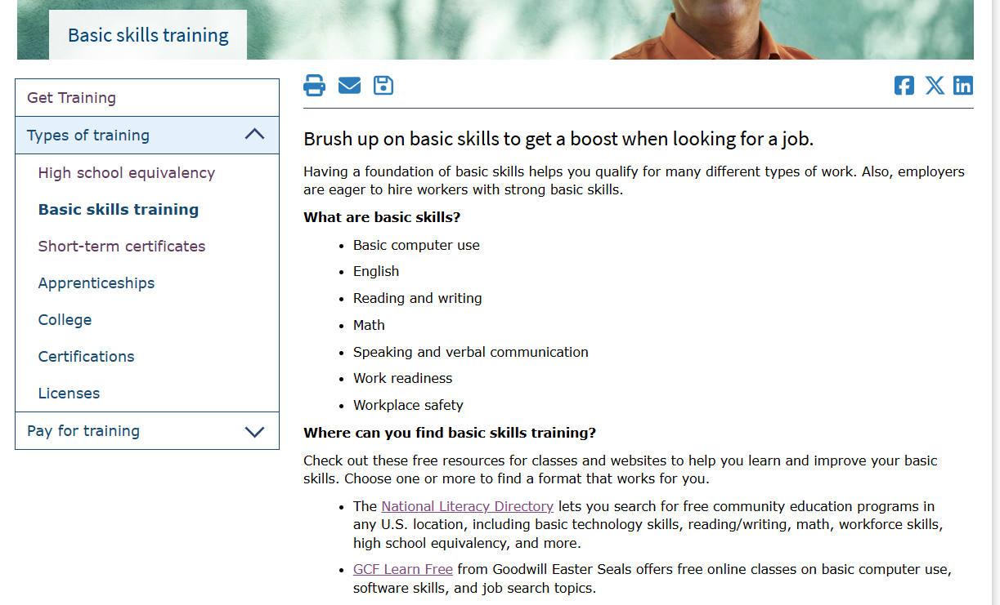 Basic skills training
Get Training
Types of training
High school equivalency
Basic skills training
Short-term certificates
Apprenticeships
College
Certifications
Licenses
Pay for training
Brush up on basic skills to get a boost when looking for a job.
Having a foundation of basic skills helps you qualify for many different types of work. Also, employers
are eager to hire workers with strong basic skills.
What are basic skills?
• Basic computer use
• English
• Reading and writing
• Math
• Speaking and verbal communication
• Work readiness
• Workplace safety
Where can you find basic skills training?
Check out these free resources for classes and websites to help you learn and improve your basic
skills. Choose one or more to find a format that works for you.
• The National Literacy Directory lets you search for free community education programs in
any U.S. location, including basic technology skills, reading/writing, math, workforce skills,
high school equivalency, and more.
• GCF Learn Free from Goodwill Easter Seals offers free online classes on basic computer use,
software skills, and job search topics.